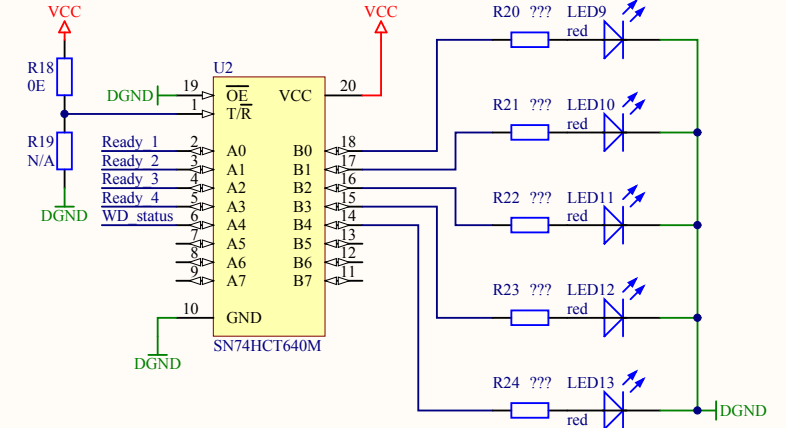 VCC
VCC
R18
0E
R19
N/A
DGND
DGND
U2
19
OE
1
T/R
VCC
20
Ready_1
2
A0
B0
18
Ready_2
3
A1
B1
17
Ready_3
4
A2
B2
16
Ready_4
5
A3
B3
15
WD_status
6
A4
B4
14
7
A5
B5
13
8
A6
B6
12
9
A7
B7
11
10
GND
SN74HCT640M
DGND
R20 ??? LED9
red
R21 ??? LED10
red
R22 ??? LED11
red
R23 ??? LED12
red
R24 ??? LED13
red
DGND